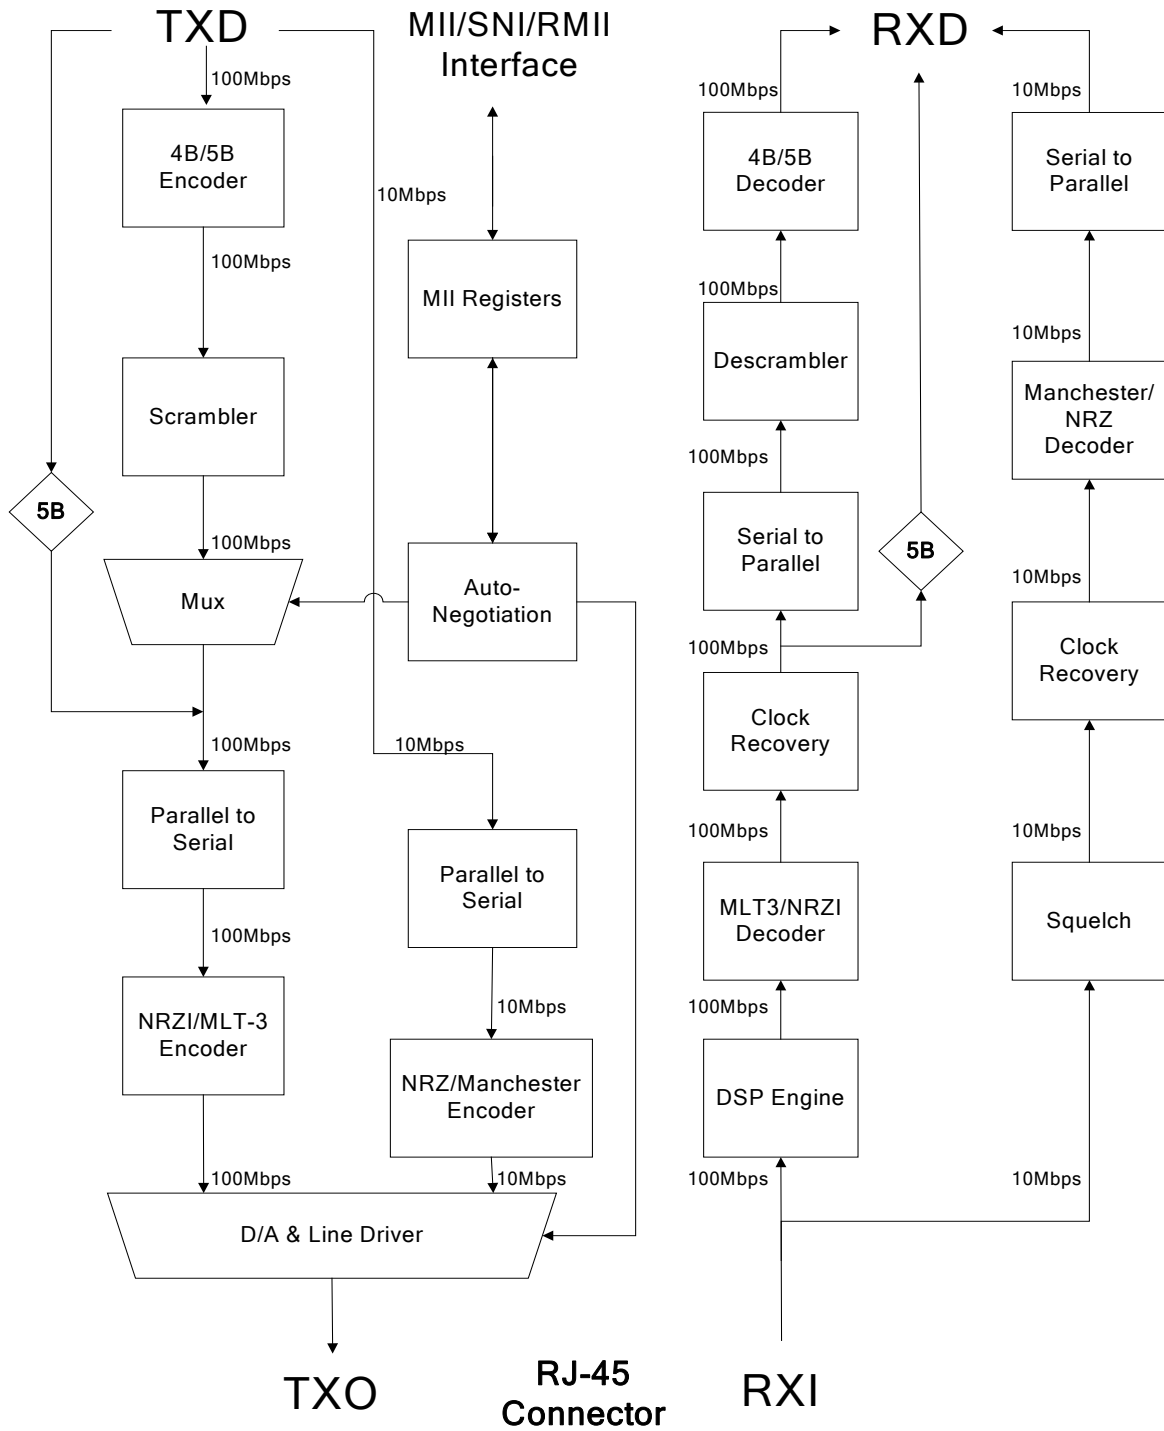 TXD
MII/SNI/RMII
Interface
RXD
100Mbps
10Mbps
4B/5B
Encoder
100Mbps
Scrambler
5B
100Mbps
Mux
100Mbps
Parallel to
Serial
100Mbps
NRZI/MLT-3
Encoder
100Mbps
MII Registers
Auto-
Negotiation
10Mbps
Parallel to
Serial
10Mbps
NRZ/Manchester
Encoder
10Mbps
D/A & Line Driver
TXO
RJ-45
Connector
100Mbps
4B/5B
Decoder
100Mbps
Descrambler
100Mbps
Serial to
Parallel
5B
100Mbps
Clock
Recovery
100Mbps
MLT3/NRZI
Decoder
100Mbps
DSP Engine
100Mbps
RXI
10Mbps
Serial to
Parallel
10Mbps
Manchester/
NRZ
Decoder
10Mbps
Clock
Recovery
10Mbps
Squelch
10Mbps